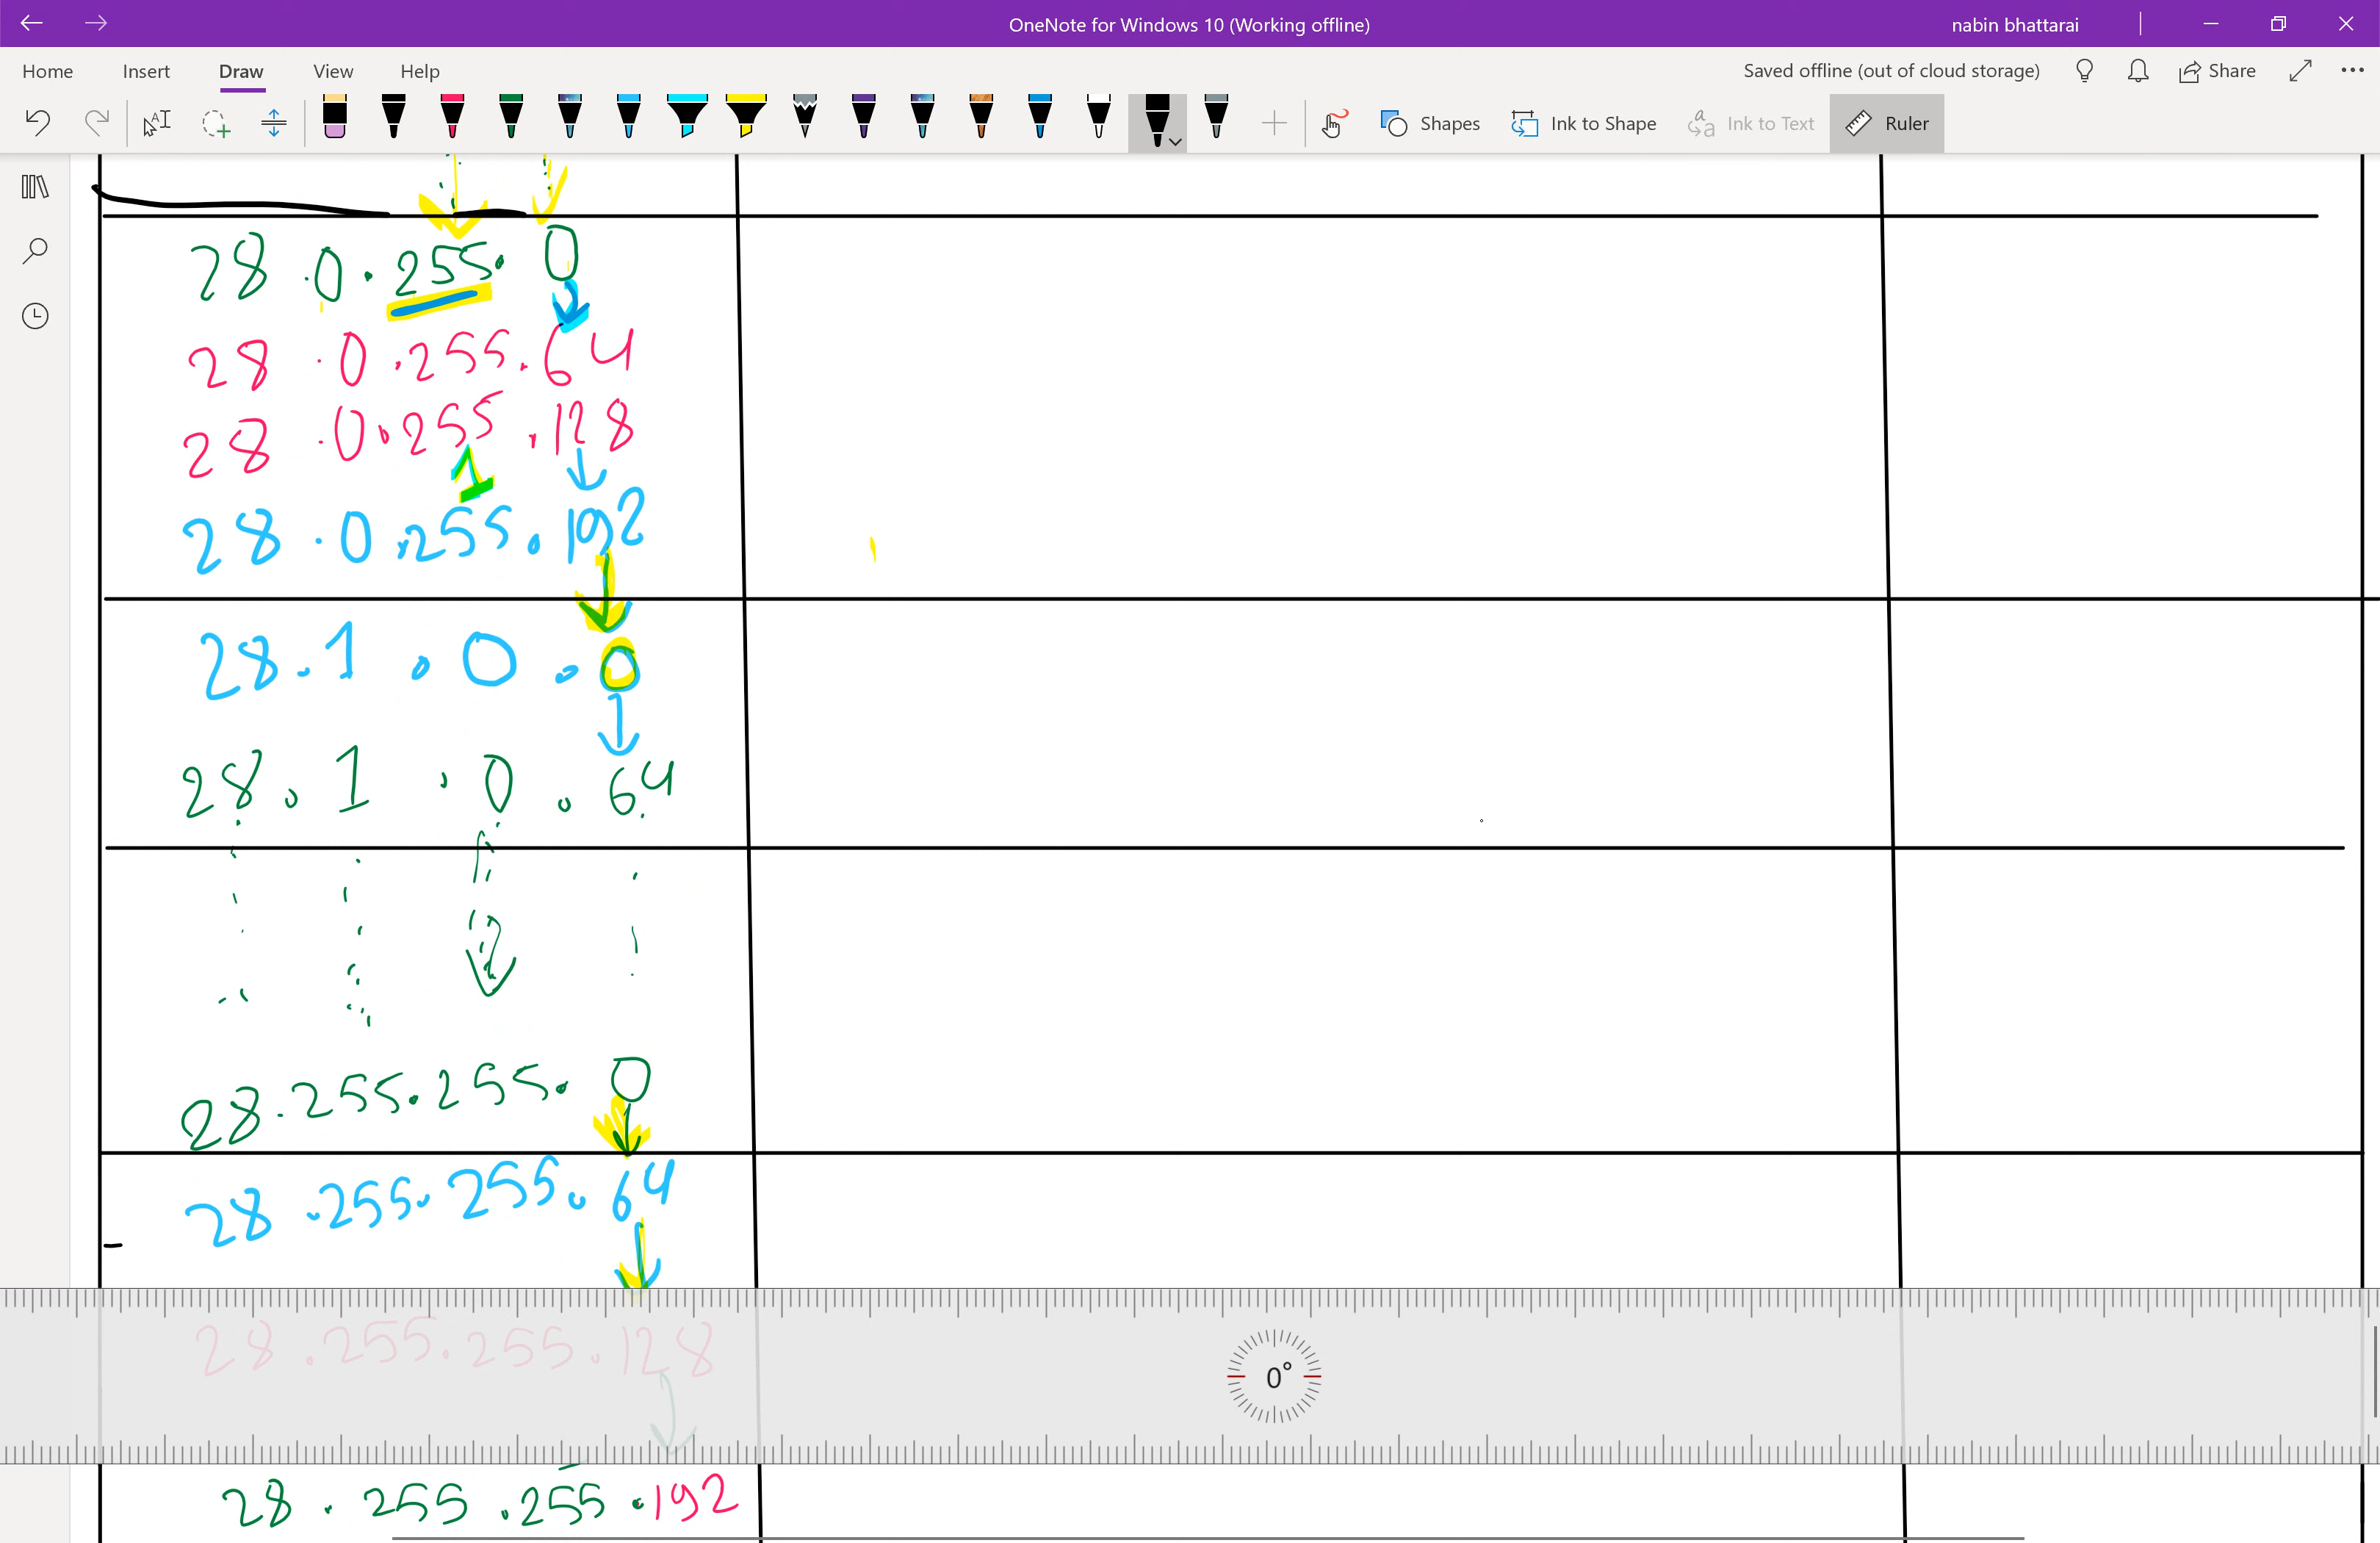 OneNote for Windows 10 (Working offline)
nabin bhattarai
Home Insert Draw View Help
Saved offline (out of cloud storage) Share
Shapes Ink to Shape Ink to Text Ruler
28.0.255.0
28.0.255.64
28.0.255.128
1
28.0.255.192
28.1.0.0
28.1.0.64
28.255.255.0
28.255.255.64
28.255.255.128
0°
28.255.255.192